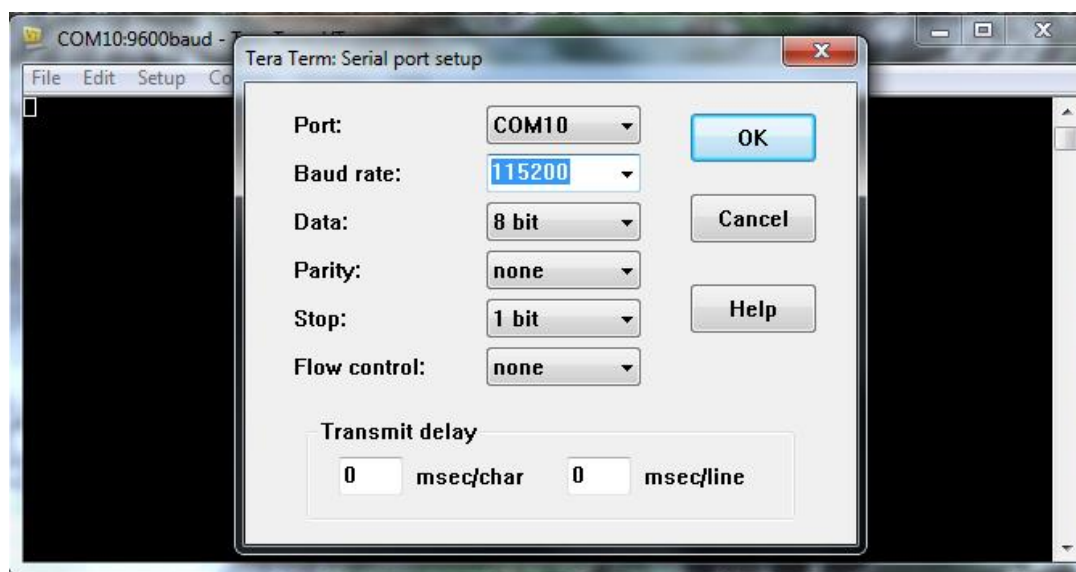 COM10:9600baud -
Tera Term: Serial port setup
File Edit Setup Co
Port: COM10
OK
Baud rate: 115200
Data: 8 bit
Cancel
Parity: none
Stop: 1 bit
Help
Flow control: none
Transmit delay
0 msec/char 0 msec/line